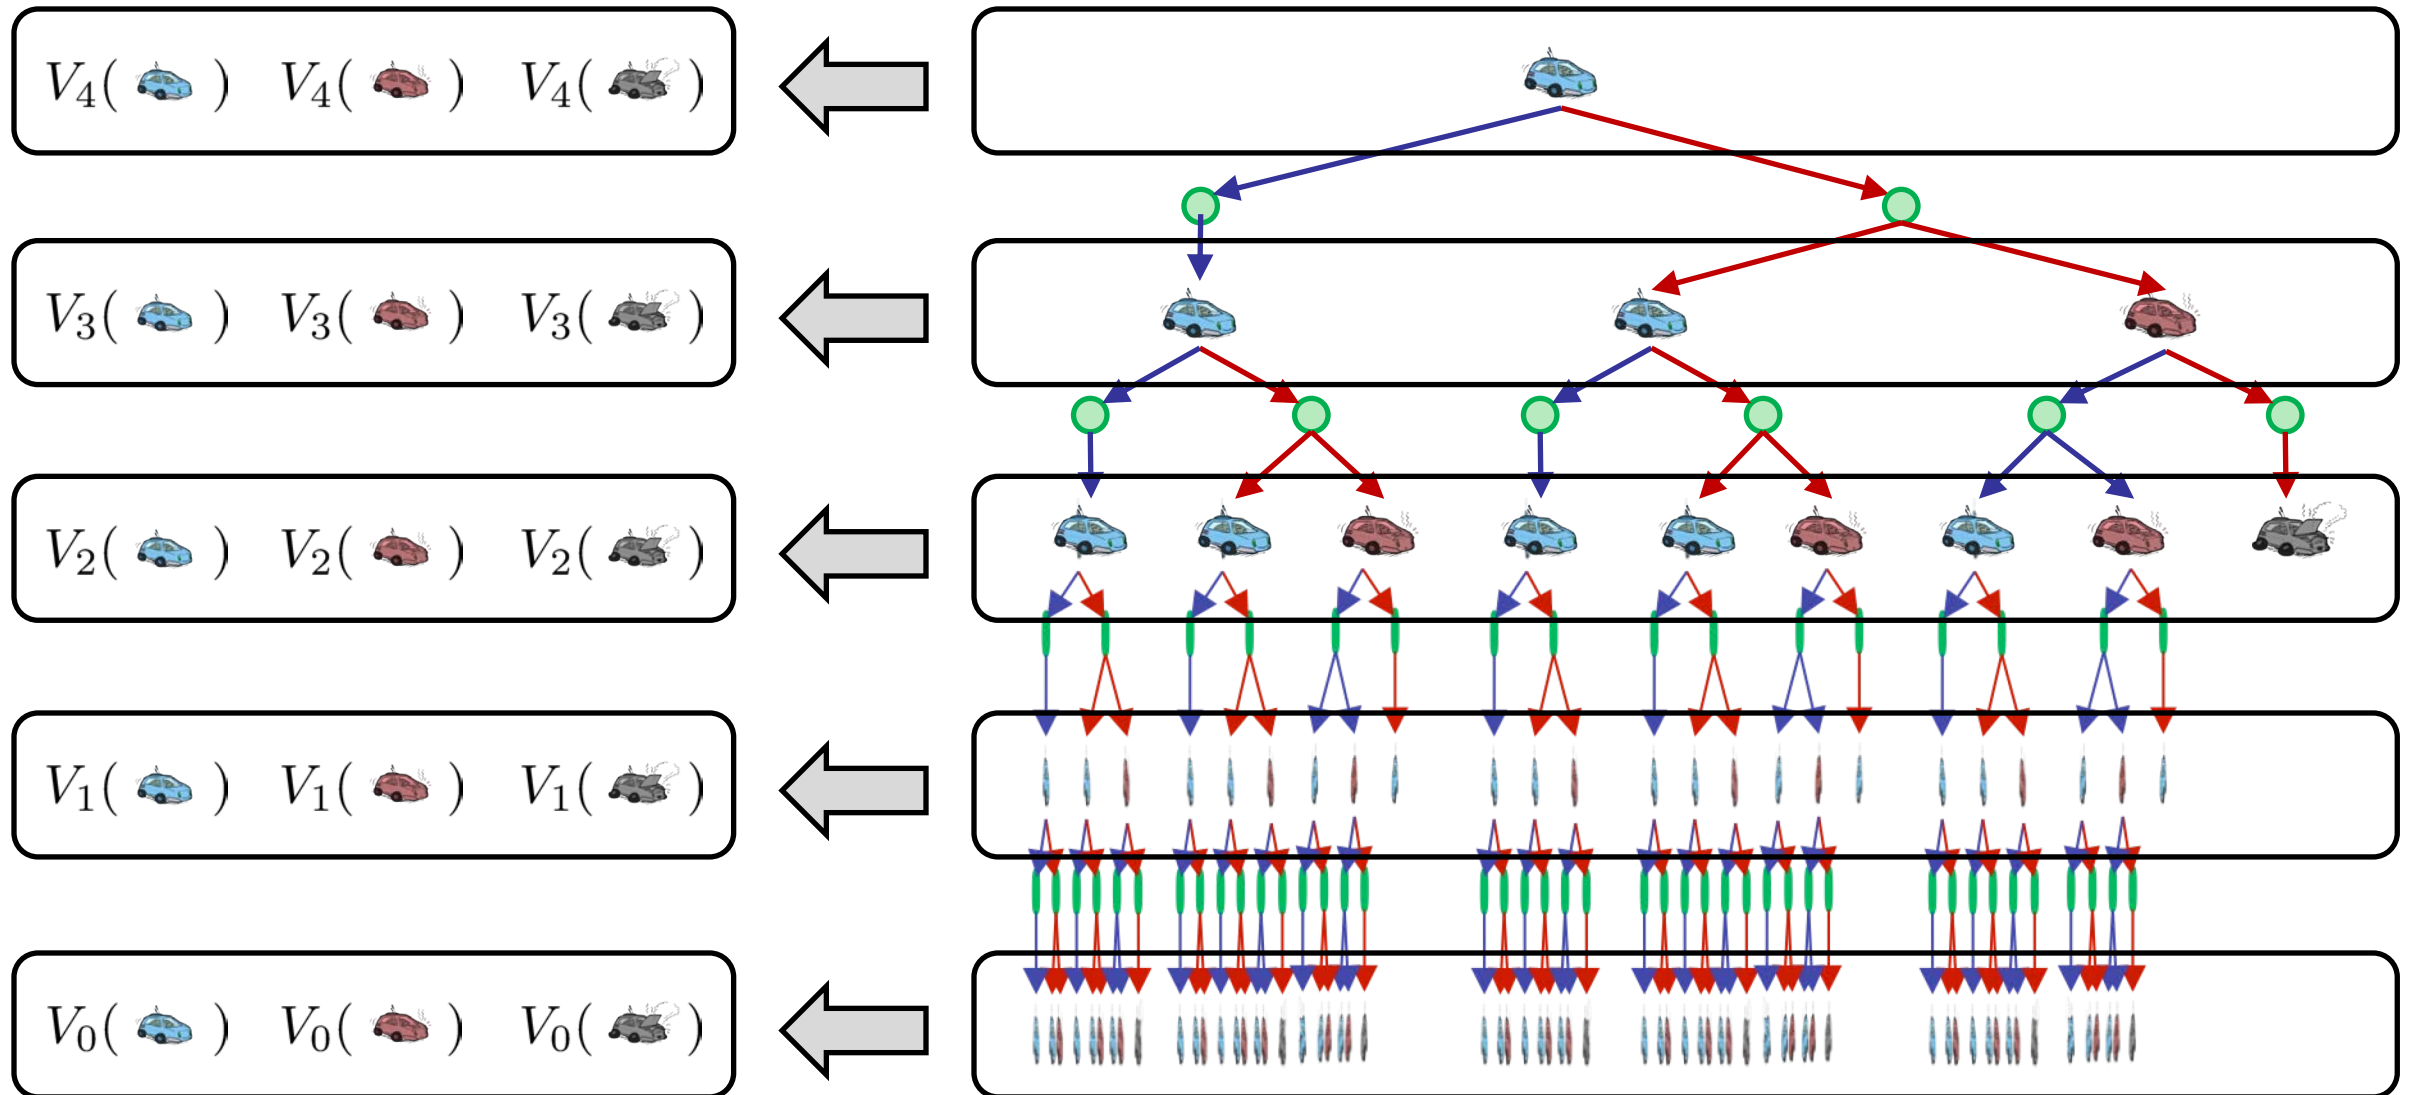 V₄( ) V₄( ) V₄( )
V₃( ) V₃( ) V₃( )
V₂( ) V₂( ) V₂( )
V₁( ) V₁( ) V₁( )
V₀( ) V₀( ) V₀( )